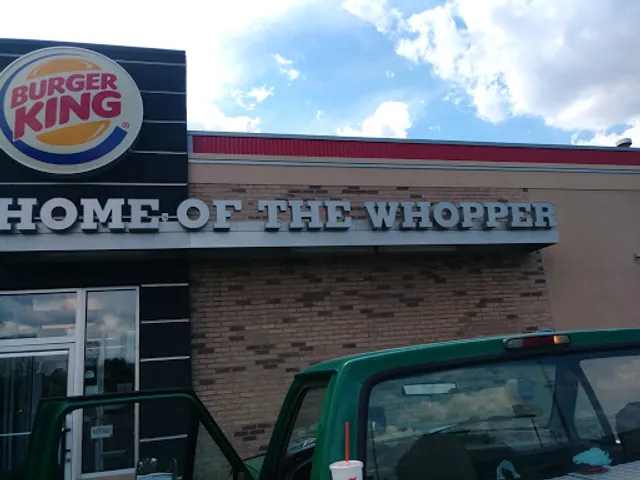 BURGER
KING
HOME OF THE WHOPPER